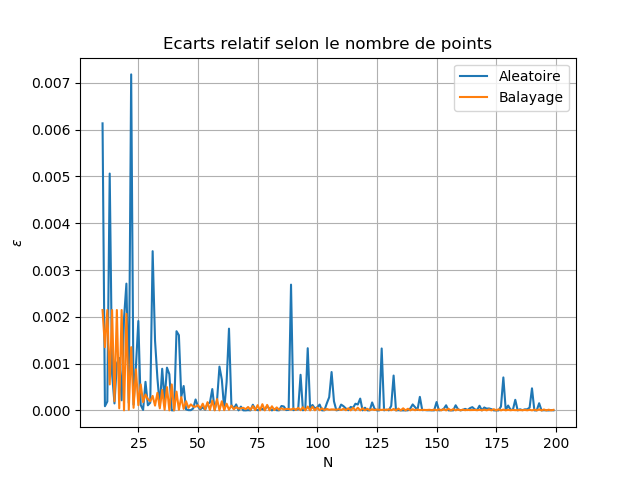 Ecarts relatif selon le nombre de points
Aleatoire
Balayage
0.007
0.006
0.005
0.004
0.003
0.002
0.001
0.000
ε
25 50 75 100 125 150 175 200
N